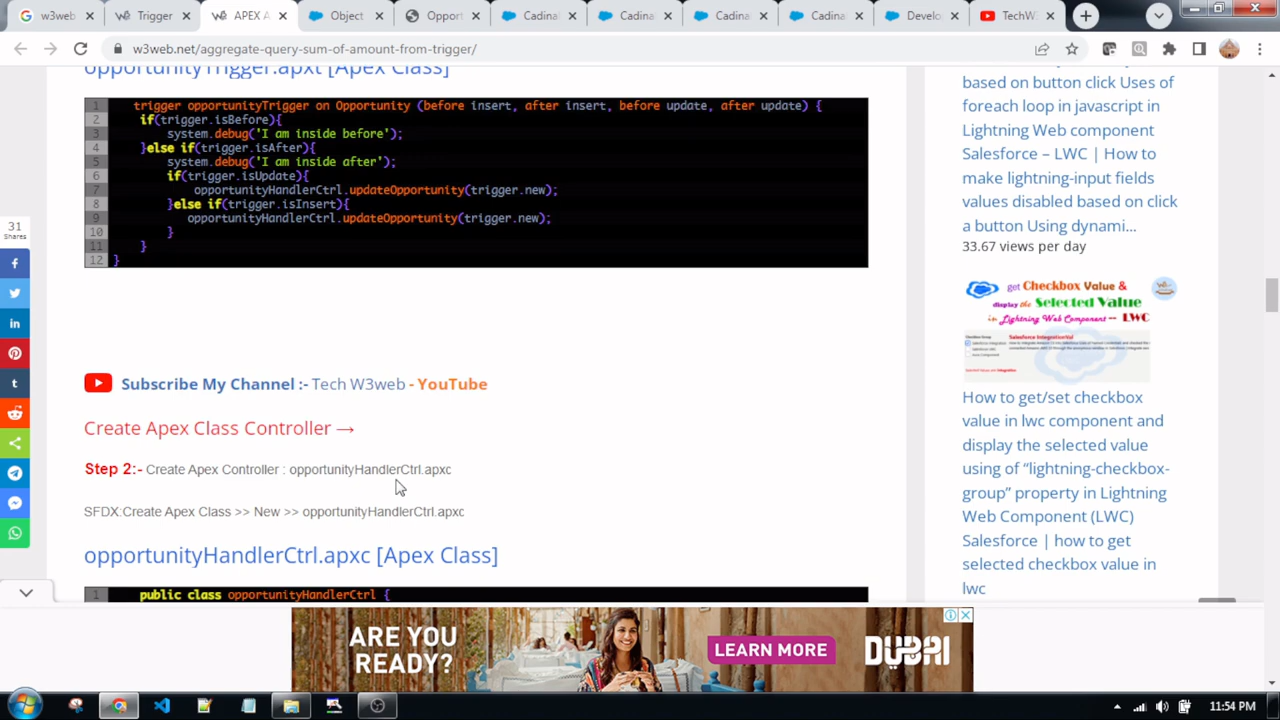 w3web
Trigger
APEX A
Object
Opport
Cadinal
Cadina
Cadina
Cadina
Develo
TechW
w3web.net/aggregate-query-sum-of-amount-from-trigger/
opportunityTrigger.apxt [Apex Class]
1 trigger opportunityTrigger on Opportunity (before insert, after insert, before update, after update) {
2 if(trigger.isBefore){
3 system.debug('I am inside before');
4 }else if(trigger.isAfter){
5 system.debug('I am inside after');
6 if(trigger.isUpdate){
7 opportunityHandlerCtrl.updateOpportunity(trigger.new);
8 }else if(trigger.isInsert){
9 opportunityHandlerCtrl.updateOpportunity(trigger.new);
10 }
11 }
12 }
31
Shares
Subscribe My Channel :- Tech W3web - YouTube
Create Apex Class Controller →
Step 2:- Create Apex Controller : opportunityHandlerCtrl.apxc
SFDX:Create Apex Class >> New >> opportunityHandlerCtrl.apxc
opportunityHandlerCtrl.apxc [Apex Class]
1 public class opportunityHandlerCtrl {
based on button click Uses of
foreach loop in javascript in
Lightning Web component
Salesforce – LWC | How to
make lightning-input fields
values disabled based on click
a button Using dynami...
33.67 views per day
get Checkbox Value &
display the Selected Value
in Lightning Web Component -- LWC
How to get/set checkbox
value in lwc component and
display the selected value
using of “lightning-checkbox-
group” property in Lightning
Web Component (LWC)
Salesforce | how to get
selected checkbox value in
lwc
ARE YOU
READY?
LEARN MORE
DUBAI
11:54 PM